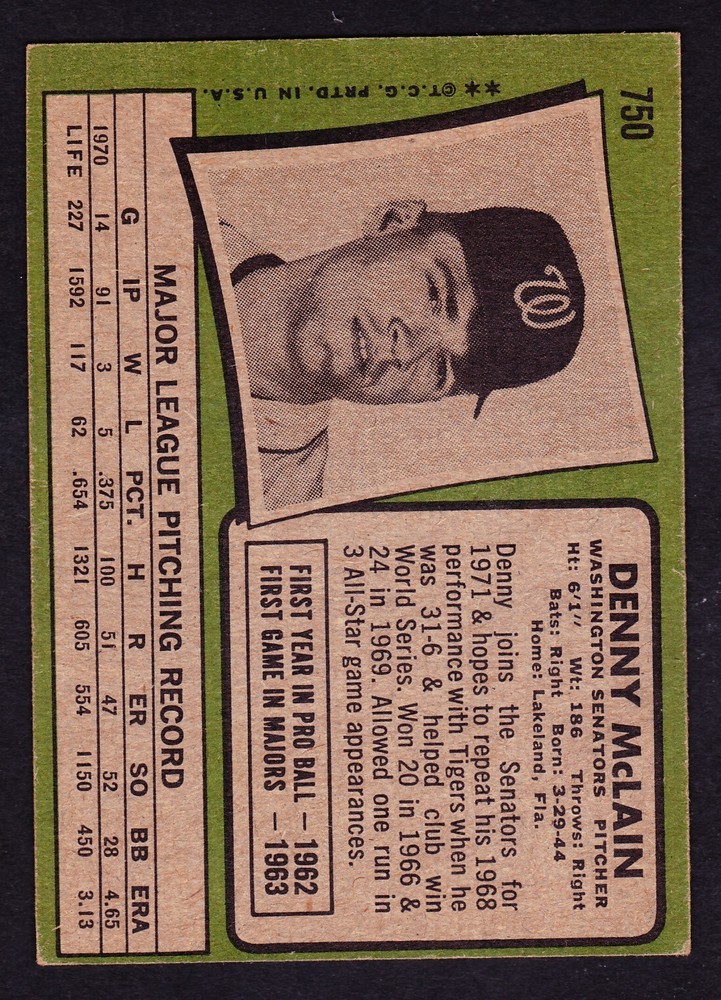 750
**©T.C.G. PRTD. IN U.S.A.
W
DENNY McLAIN
WASHINGTON SENATORS PITCHER
Ht: 6'1" Wt: 186 Throws: Right
Bats: Right Born: 3-29-44
Home: Lakeland, Fla.
Denny joins the Senators for
1971 & hopes to repeat his 1968
performance with Tigers when he
was 31-6 & helped club win
World Series. Won 20 in 1966 &
24 in 1969. Allowed one run in
3 All-Star game appearances.
FIRST YEAR IN PRO BALL — 1962
FIRST GAME IN MAJORS — 1963
MAJOR LEAGUE PITCHING RECORD
G IP W L PCT. H R ER SO BB ERA
1970 14 91 3 5 .375 100 51 47 52 28 4.65
LIFE 227 1592 117 62 .654 1321 605 554 1150 450 3.13